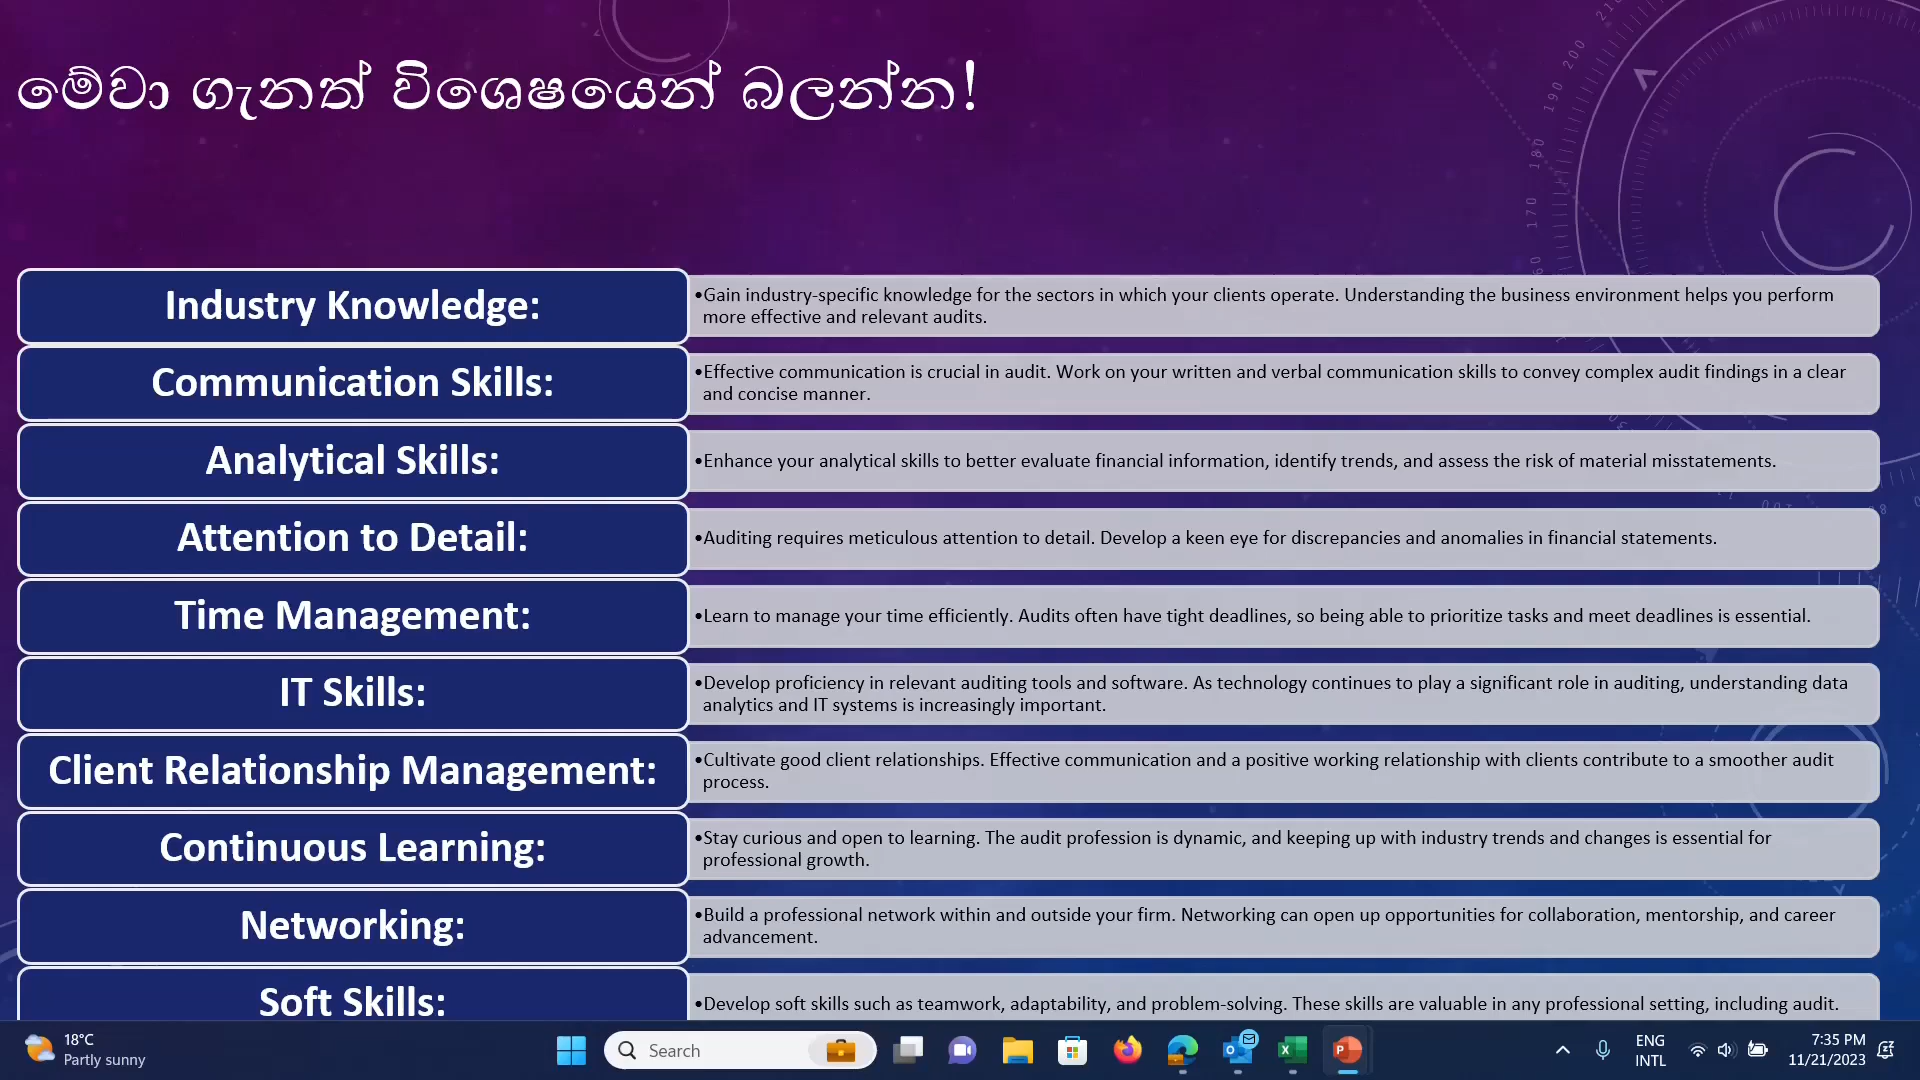 මේවා ගැනත් විශෙෂයෙන් බලන්න!
Industry Knowledge:
•Gain industry-specific knowledge for the sectors in which your clients operate. Understanding the business environment helps you perform
more effective and relevant audits.
Communication Skills:
•Effective communication is crucial in audit. Work on your written and verbal communication skills to convey complex audit findings in a clear
and concise manner.
Analytical Skills:
•Enhance your analytical skills to better evaluate financial information, identify trends, and assess the risk of material misstatements.
Attention to Detail:
•Auditing requires meticulous attention to detail. Develop a keen eye for discrepancies and anomalies in financial statements.
Time Management:
•Learn to manage your time efficiently. Audits often have tight deadlines, so being able to prioritize tasks and meet deadlines is essential.
IT Skills:
•Develop proficiency in relevant auditing tools and software. As technology continues to play a significant role in auditing, understanding data
analytics and IT systems is increasingly important.
Client Relationship Management:
•Cultivate good client relationships. Effective communication and a positive working relationship with clients contribute to a smoother audit
process.
Continuous Learning:
•Stay curious and open to learning. The audit profession is dynamic, and keeping up with industry trends and changes is essential for
professional growth.
Networking:
•Build a professional network within and outside your firm. Networking can open up opportunities for collaboration, mentorship, and career
advancement.
Soft Skills:
•Develop soft skills such as teamwork, adaptability, and problem-solving. These skills are valuable in any professional setting, including audit.
18°C
Partly sunny
Search
ENG
INTL
7:35 PM
11/21/2023
210
200
190
180
170